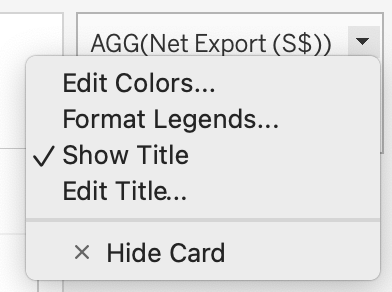 AGG(Net Export (S$))
Edit Colors...
Format Legends...
✓ Show Title
Edit Title...
× Hide Card